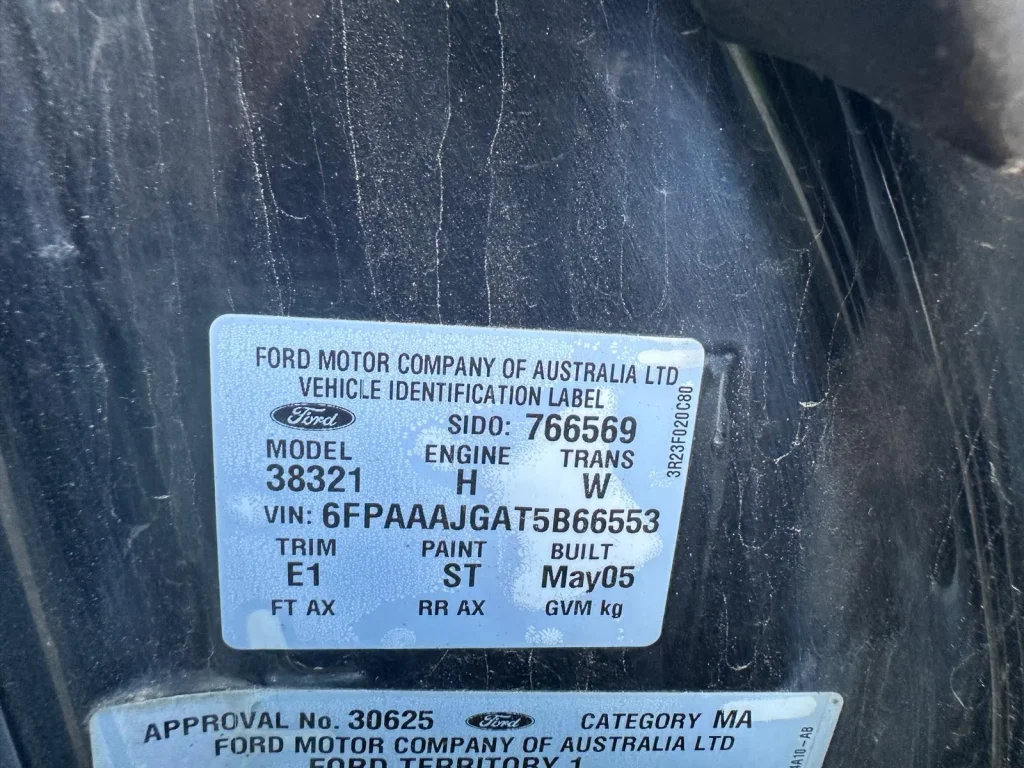 FORD MOTOR COMPANY OF AUSTRALIA LTD
VEHICLE IDENTIFICATION LABEL
Ford SIDO: 766569
MODEL ENGINE TRANS
38321 H W
VIN: 6FPAAAJGAT5B66553
TRIM PAINT BUILT
E1 ST May05
FT AX RR AX GVM kg
3R23F020C80
APPROVAL No. 30625 Ford CATEGORY MA
FORD MOTOR COMPANY OF AUSTRALIA LTD
FORD TERRITORY 1
A10-AB